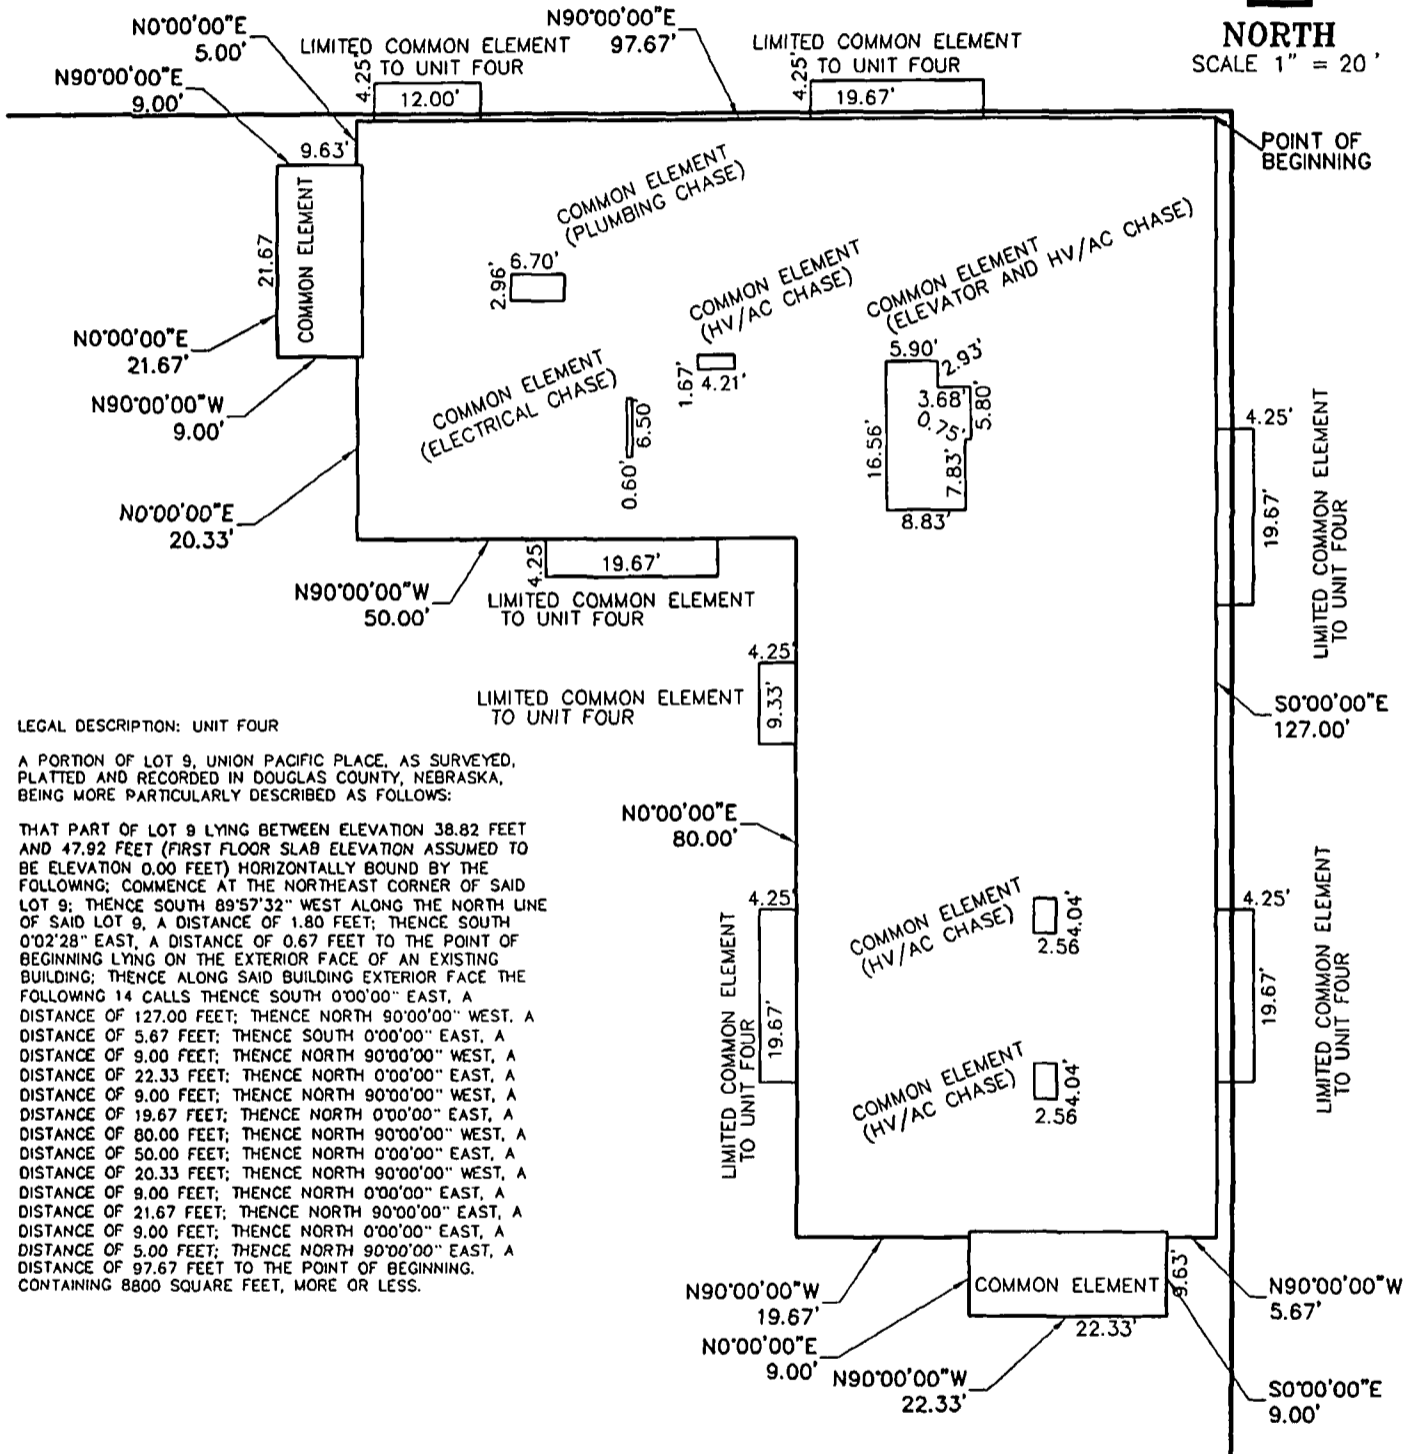 NORTH
SCALE 1" = 20 '
N0°00'00"E
5.00'
N90°00'00"E
97.67'
LIMITED COMMON ELEMENT
TO UNIT FOUR
4.25'
12.00'
LIMITED COMMON ELEMENT
TO UNIT FOUR
4.25'
19.67'
N90°00'00"E
9.00'
POINT OF
BEGINNING
9.63'
COMMON ELEMENT
21.67
COMMON ELEMENT
(PLUMBING CHASE)
6.70'
2.96'
COMMON ELEMENT
(HV/AC CHASE)
1.67'
4.21'
COMMON ELEMENT
(ELEVATOR AND HV/AC CHASE)
5.90'
2.93'
3.68'
0.75'
5.80'
16.56'
7.83'
8.83'
N0°00'00"E
21.67'
N90°00'00"W
9.00'
COMMON ELEMENT
(ELECTRICAL CHASE)
6.50
0.60'
N0°00'00"E
20.33'
4.25'
19.67'
LIMITED COMMON ELEMENT
TO UNIT FOUR
N90°00'00"W
50.00'
4.25
19.67'
LIMITED COMMON ELEMENT
TO UNIT FOUR
4.25'
9.33'
LIMITED COMMON ELEMENT
TO UNIT FOUR
S0°00'00"E
127.00'
LEGAL DESCRIPTION: UNIT FOUR
A PORTION OF LOT 9, UNION PACIFIC PLACE, AS SURVEYED,
PLATTED AND RECORDED IN DOUGLAS COUNTY, NEBRASKA,
BEING MORE PARTICULARLY DESCRIBED AS FOLLOWS:
THAT PART OF LOT 9 LYING BETWEEN ELEVATION 38.82 FEET
AND 47.92 FEET (FIRST FLOOR SLAB ELEVATION ASSUMED TO
BE ELEVATION 0.00 FEET) HORIZONTALLY BOUND BY THE
FOLLOWING; COMMENCE AT THE NORTHEAST CORNER OF SAID
LOT 9; THENCE SOUTH 89°57'32" WEST ALONG THE NORTH LINE
OF SAID LOT 9, A DISTANCE OF 1.80 FEET; THENCE SOUTH
0°02'28" EAST, A DISTANCE OF 0.67 FEET TO THE POINT OF
BEGINNING LYING ON THE EXTERIOR FACE OF AN EXISTING
BUILDING; THENCE ALONG SAID BUILDING EXTERIOR FACE THE
FOLLOWING 14 CALLS THENCE SOUTH 0°00'00" EAST, A
DISTANCE OF 127.00 FEET; THENCE NORTH 90°00'00" WEST, A
DISTANCE OF 5.67 FEET; THENCE SOUTH 0°00'00" EAST, A
DISTANCE OF 9.00 FEET; THENCE NORTH 90°00'00" WEST, A
DISTANCE OF 22.33 FEET; THENCE NORTH 0°00'00" EAST, A
DISTANCE OF 9.00 FEET; THENCE NORTH 90°00'00" WEST, A
DISTANCE OF 19.67 FEET; THENCE NORTH 0°00'00" EAST, A
DISTANCE OF 80.00 FEET; THENCE NORTH 90°00'00" WEST, A
DISTANCE OF 50.00 FEET; THENCE NORTH 0°00'00" EAST, A
DISTANCE OF 20.33 FEET; THENCE NORTH 90°00'00" WEST, A
DISTANCE OF 9.00 FEET; THENCE NORTH 0°00'00" EAST, A
DISTANCE OF 21.67 FEET; THENCE NORTH 90°00'00" EAST, A
DISTANCE OF 9.00 FEET; THENCE NORTH 0°00'00" EAST, A
DISTANCE OF 5.00 FEET; THENCE NORTH 90°00'00" EAST, A
DISTANCE OF 97.67 FEET TO THE POINT OF BEGINNING.
CONTAINING 8800 SQUARE FEET, MORE OR LESS.
N0°00'00"E
80.00'
4.25'
19.67'
LIMITED COMMON ELEMENT
TO UNIT FOUR
COMMON ELEMENT
(HV/AC CHASE)
4.04'
2.56
COMMON ELEMENT
(HV/AC CHASE)
4.04'
2.56
4.25'
19.67'
LIMITED COMMON ELEMENT
TO UNIT FOUR
COMMON ELEMENT
9.63'
22.33'
N90°00'00"W
19.67'
N0°00'00"E
9.00'
N90°00'00"W
22.33'
N90°00'00"W
5.67'
S0°00'00"E
9.00'